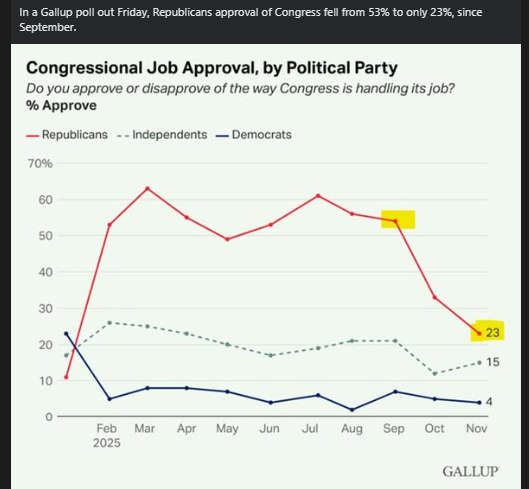 In a Gallup poll out Friday, Republicans approval of Congress fell from 53% to only 23%, since
September.
Congressional Job Approval, by Political Party
Do you approve or disapprove of the way Congress is handling its job?
% Approve
Republicans Independents Democrats
70%
60
50
40
30
20
10
0
23
15
4
Feb Mar Apr May Jun Jul Aug Sep Oct Nov
2025
GALLUP